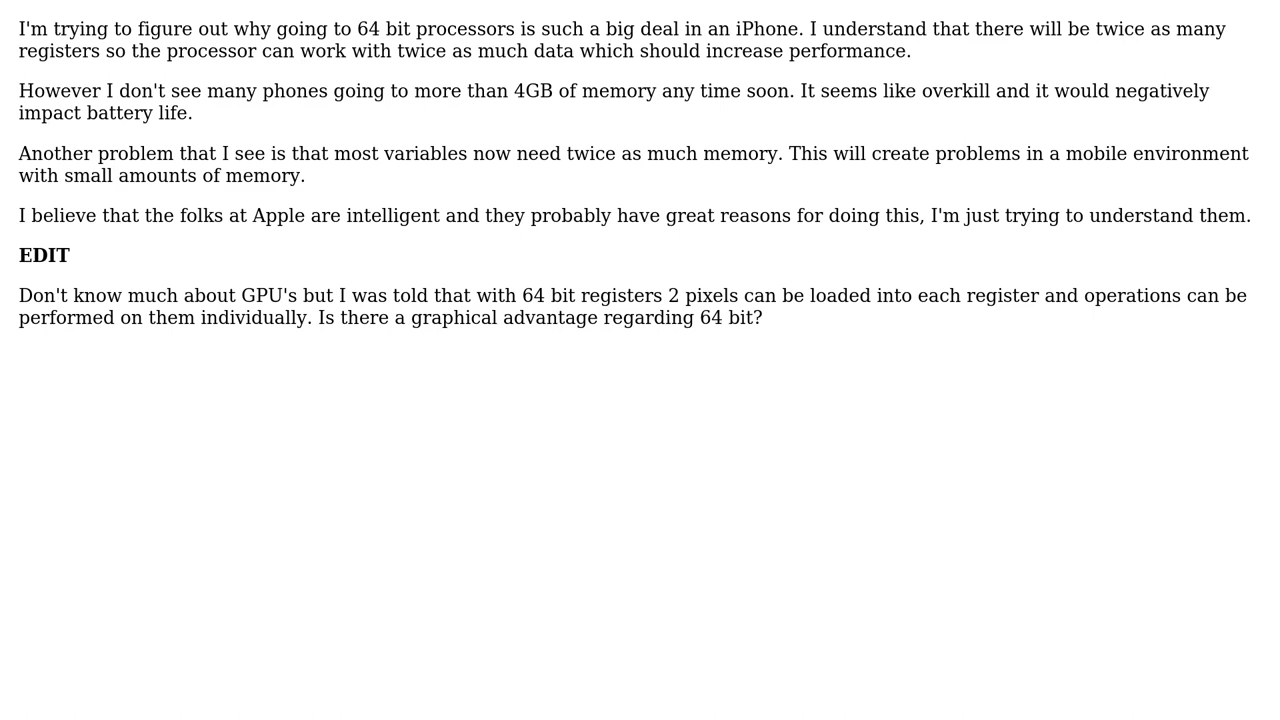 I'm trying to figure out why going to 64 bit processors is such a big deal in an iPhone. I understand that there will be twice as many
registers so the processor can work with twice as much data which should increase performance.
However I don't see many phones going to more than 4GB of memory any time soon. It seems like overkill and it would negatively
impact battery life.
Another problem that I see is that most variables now need twice as much memory. This will create problems in a mobile environment
with small amounts of memory.
I believe that the folks at Apple are intelligent and they probably have great reasons for doing this, I'm just trying to understand them.
EDIT
Don't know much about GPU's but I was told that with 64 bit registers 2 pixels can be loaded into each register and operations can be
performed on them individually. Is there a graphical advantage regarding 64 bit?